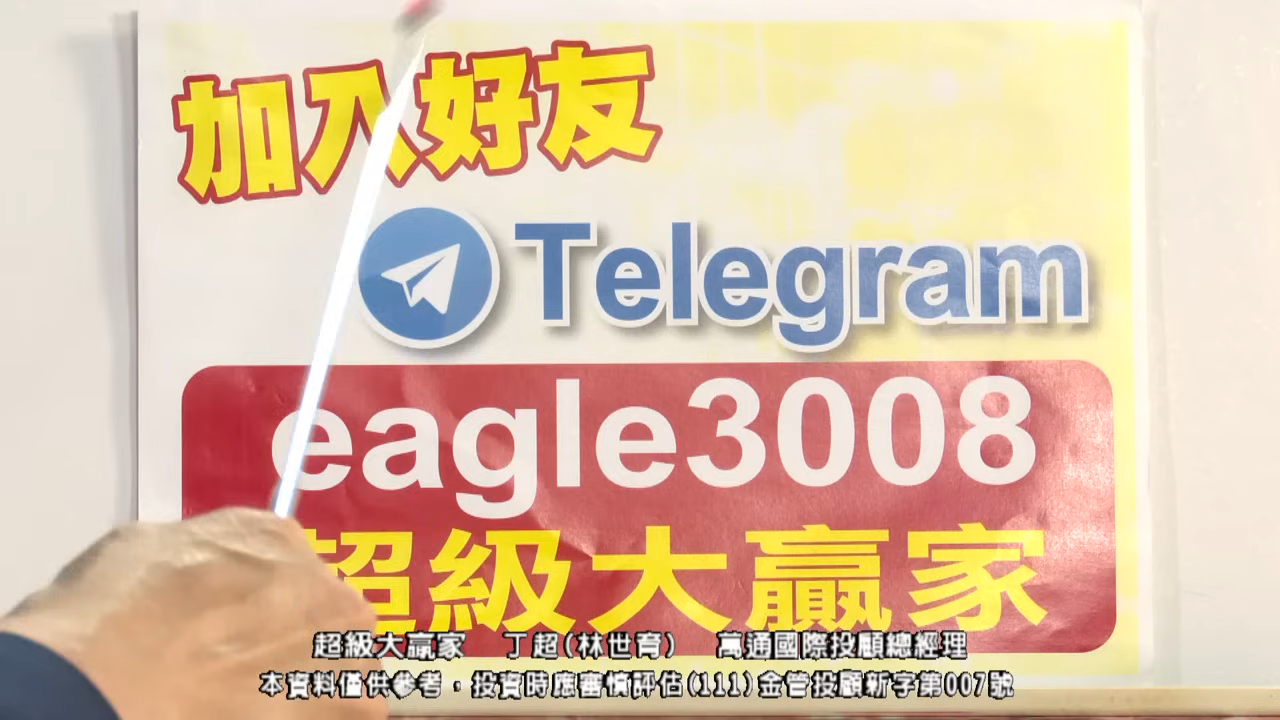 加入好友
Telegram
eagle3008
超級大贏家
超級大贏家 丁超(林世育) 萬通國際投顧總經理
本資料僅供參考，投資時應審慎評估(111)金管投顧新字第007號